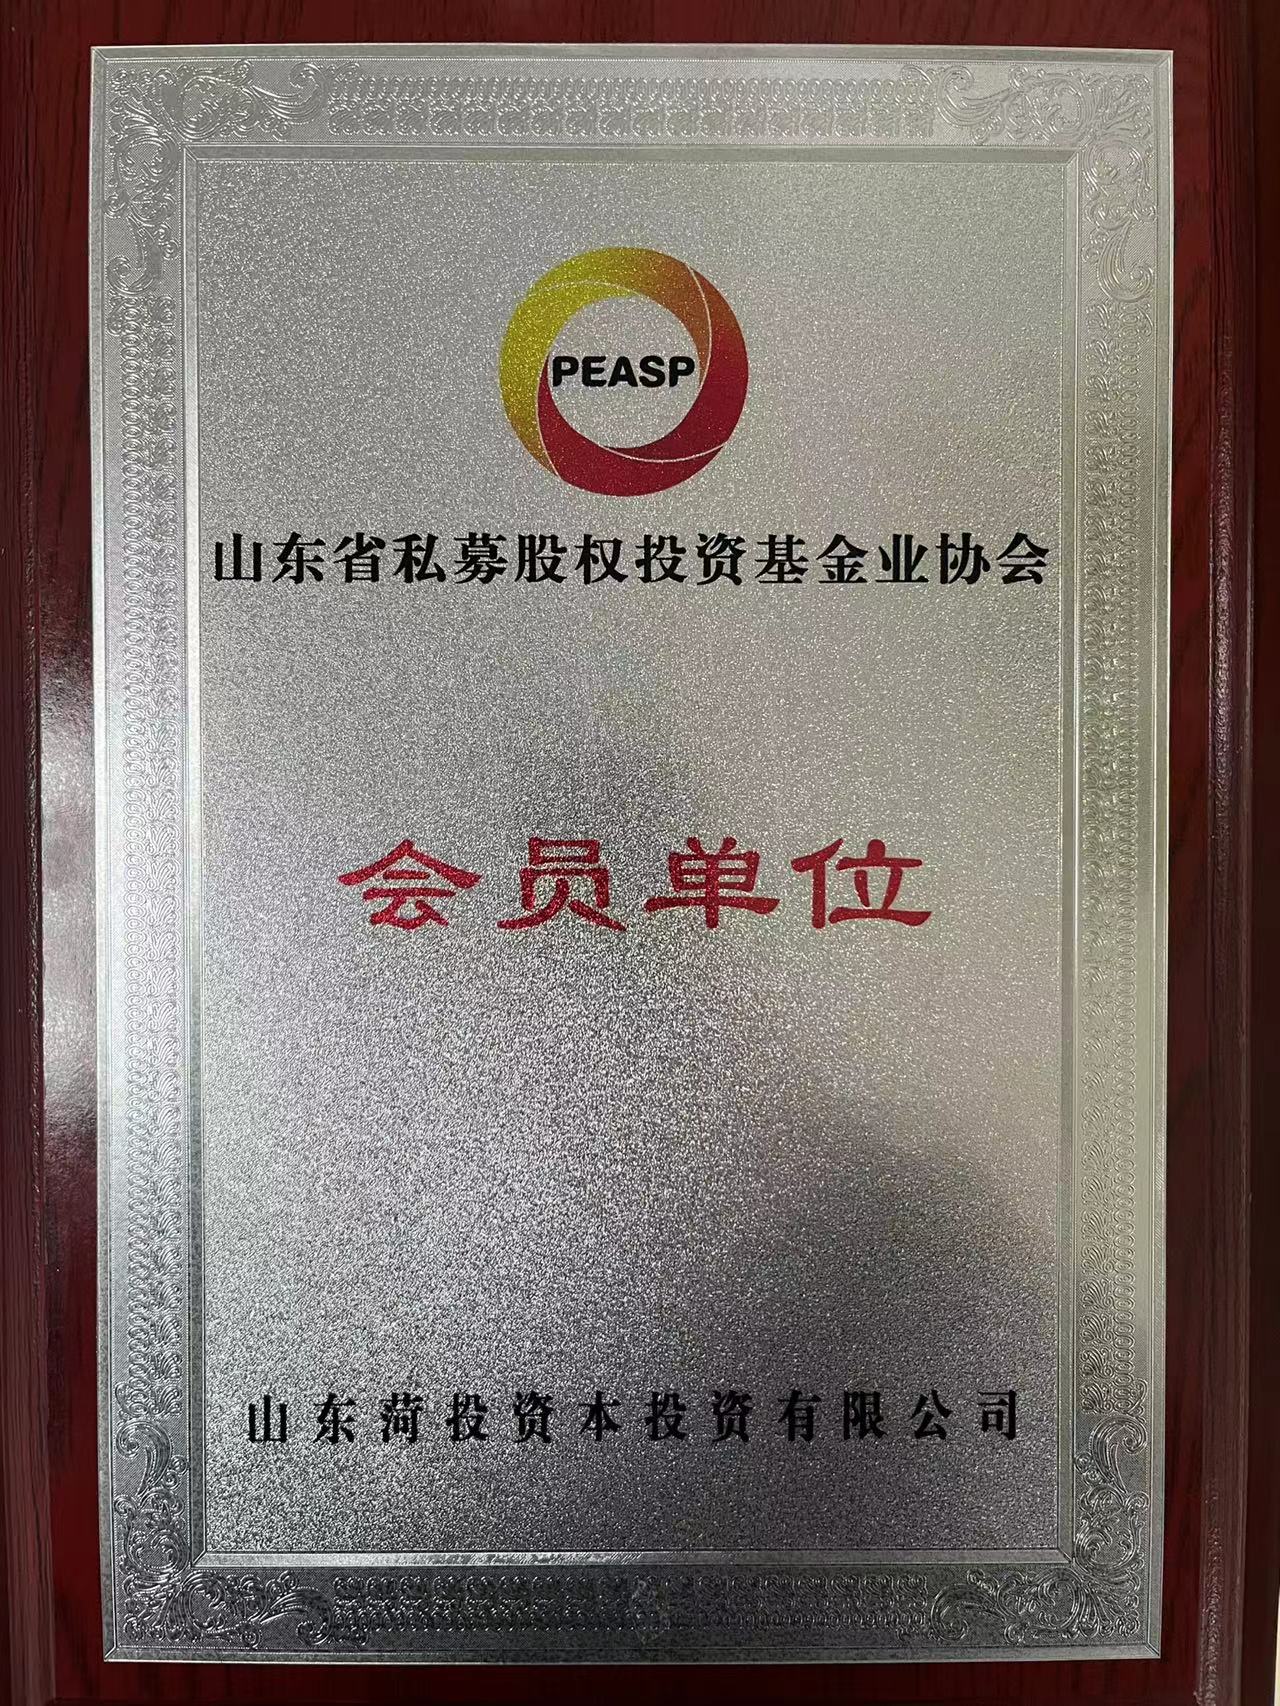 PEASP
山东省私募股权投资基金业协会
会员单位
山东菏投资本投资有限公司